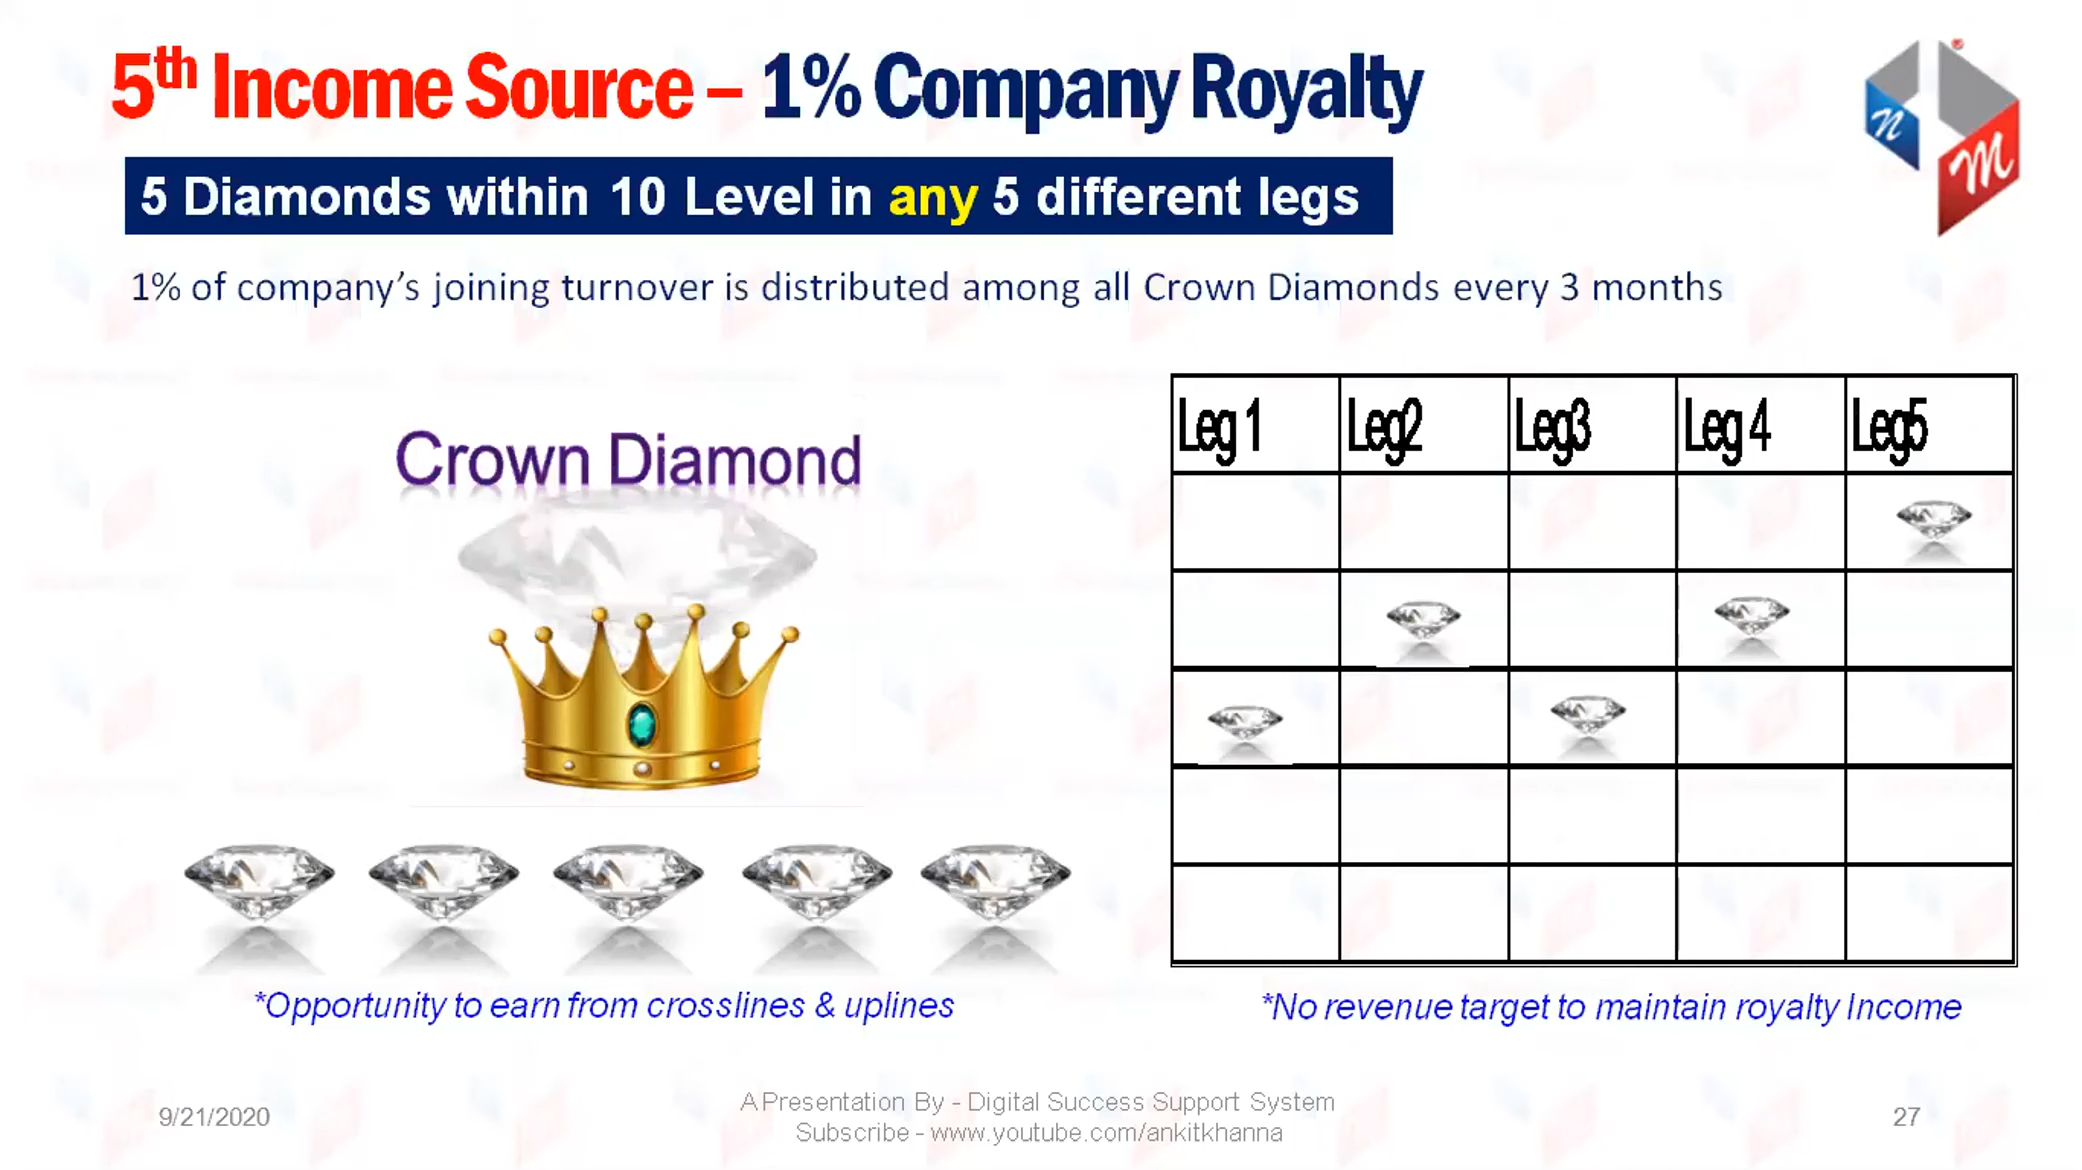 5th Income Source – 1% Company Royalty
5 Diamonds within 10 Level in any 5 different legs
1% of company’s joining turnover is distributed among all Crown Diamonds every 3 months
n
M
Crown Diamond
Leg 1 Leg2 Leg3 Leg 4 Leg5
*Opportunity to earn from crosslines & uplines
*No revenue target to maintain royalty Income
9/21/2020
A Presentation By - Digital Success Support System
Subscribe - www.youtube.com/ankitkhanna
27